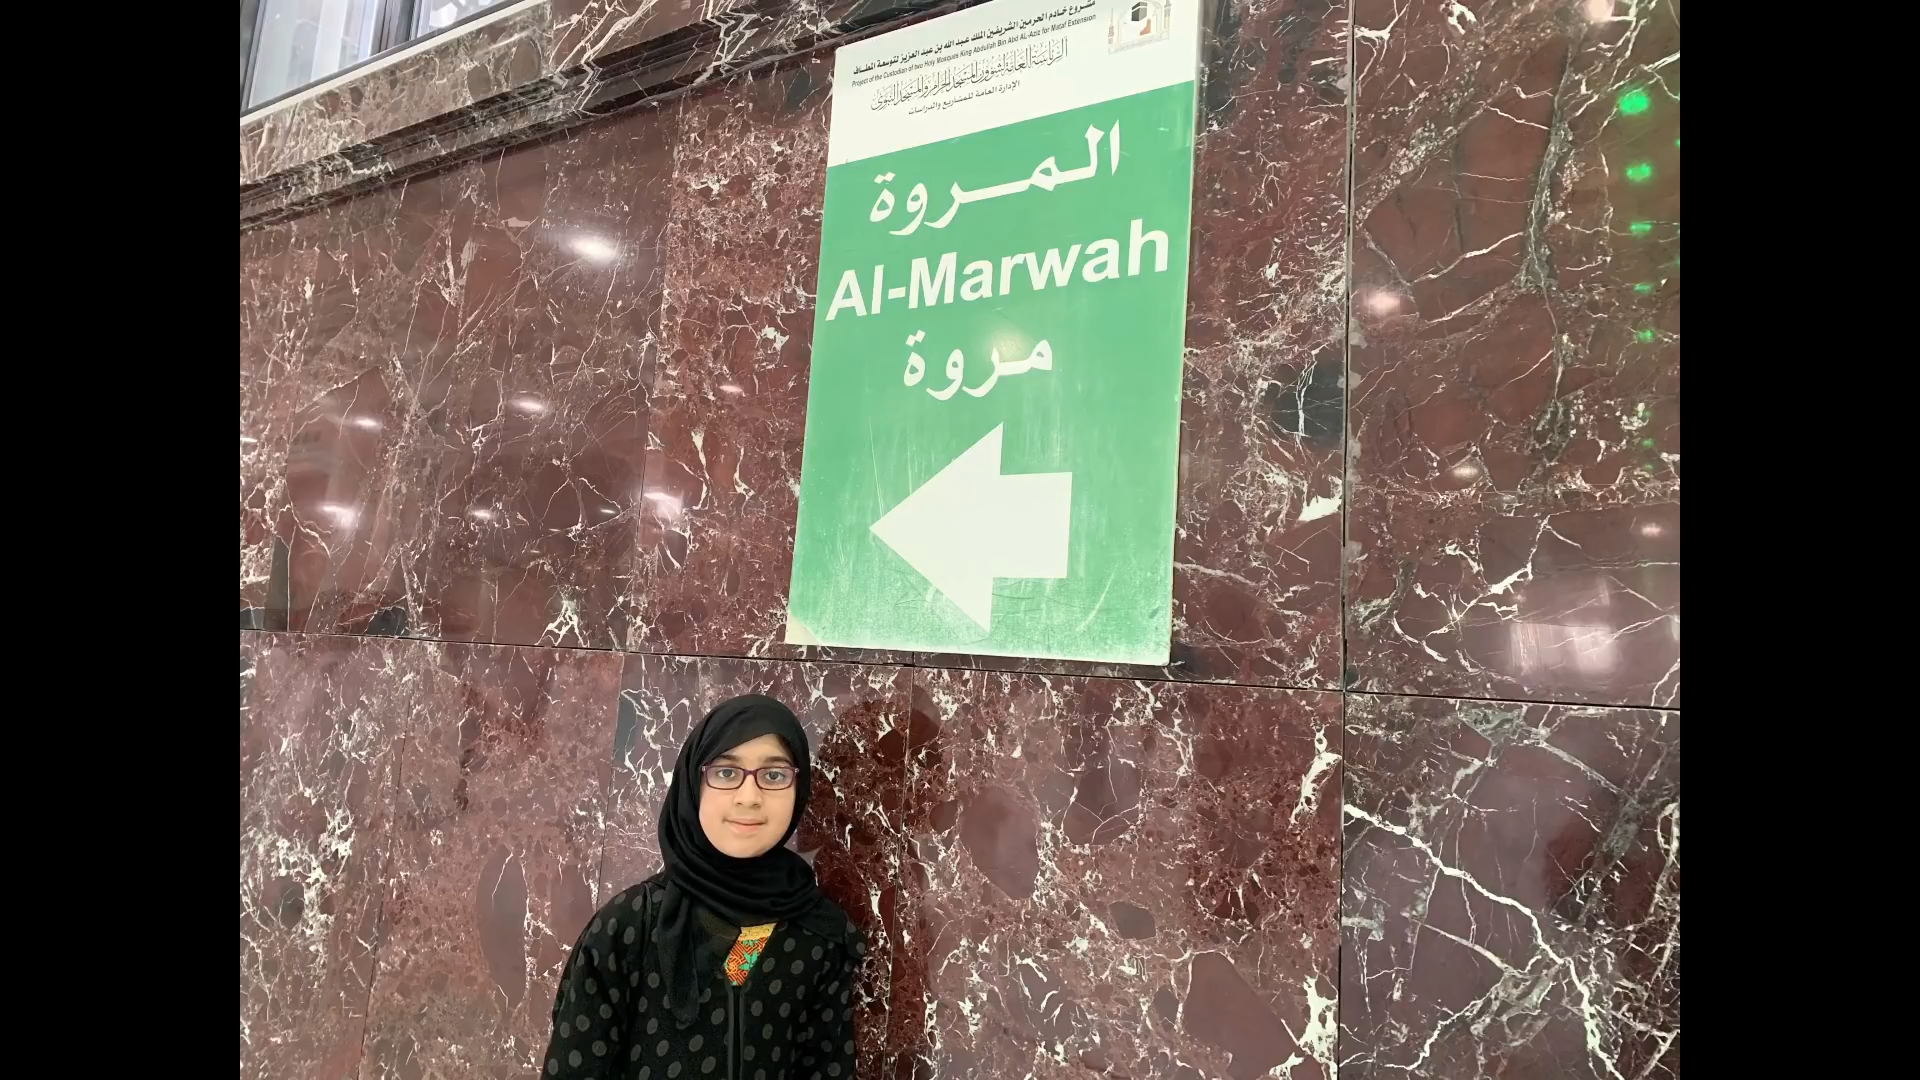 مشروع خادم الحرمين الشريفين الملك عبد الله بن عبد العزيز لتوسعة المطاف
Project of the Custodian of two Holy Mosques King Abdullah Bin Abd AL-Aziz for Mataf Extension
الرئاسة العامة لشؤون المسجد الحرام والمسجد النبوي
الإدارة العامة للمشاريع والدراسات
المروة
Al-Marwah
مروة